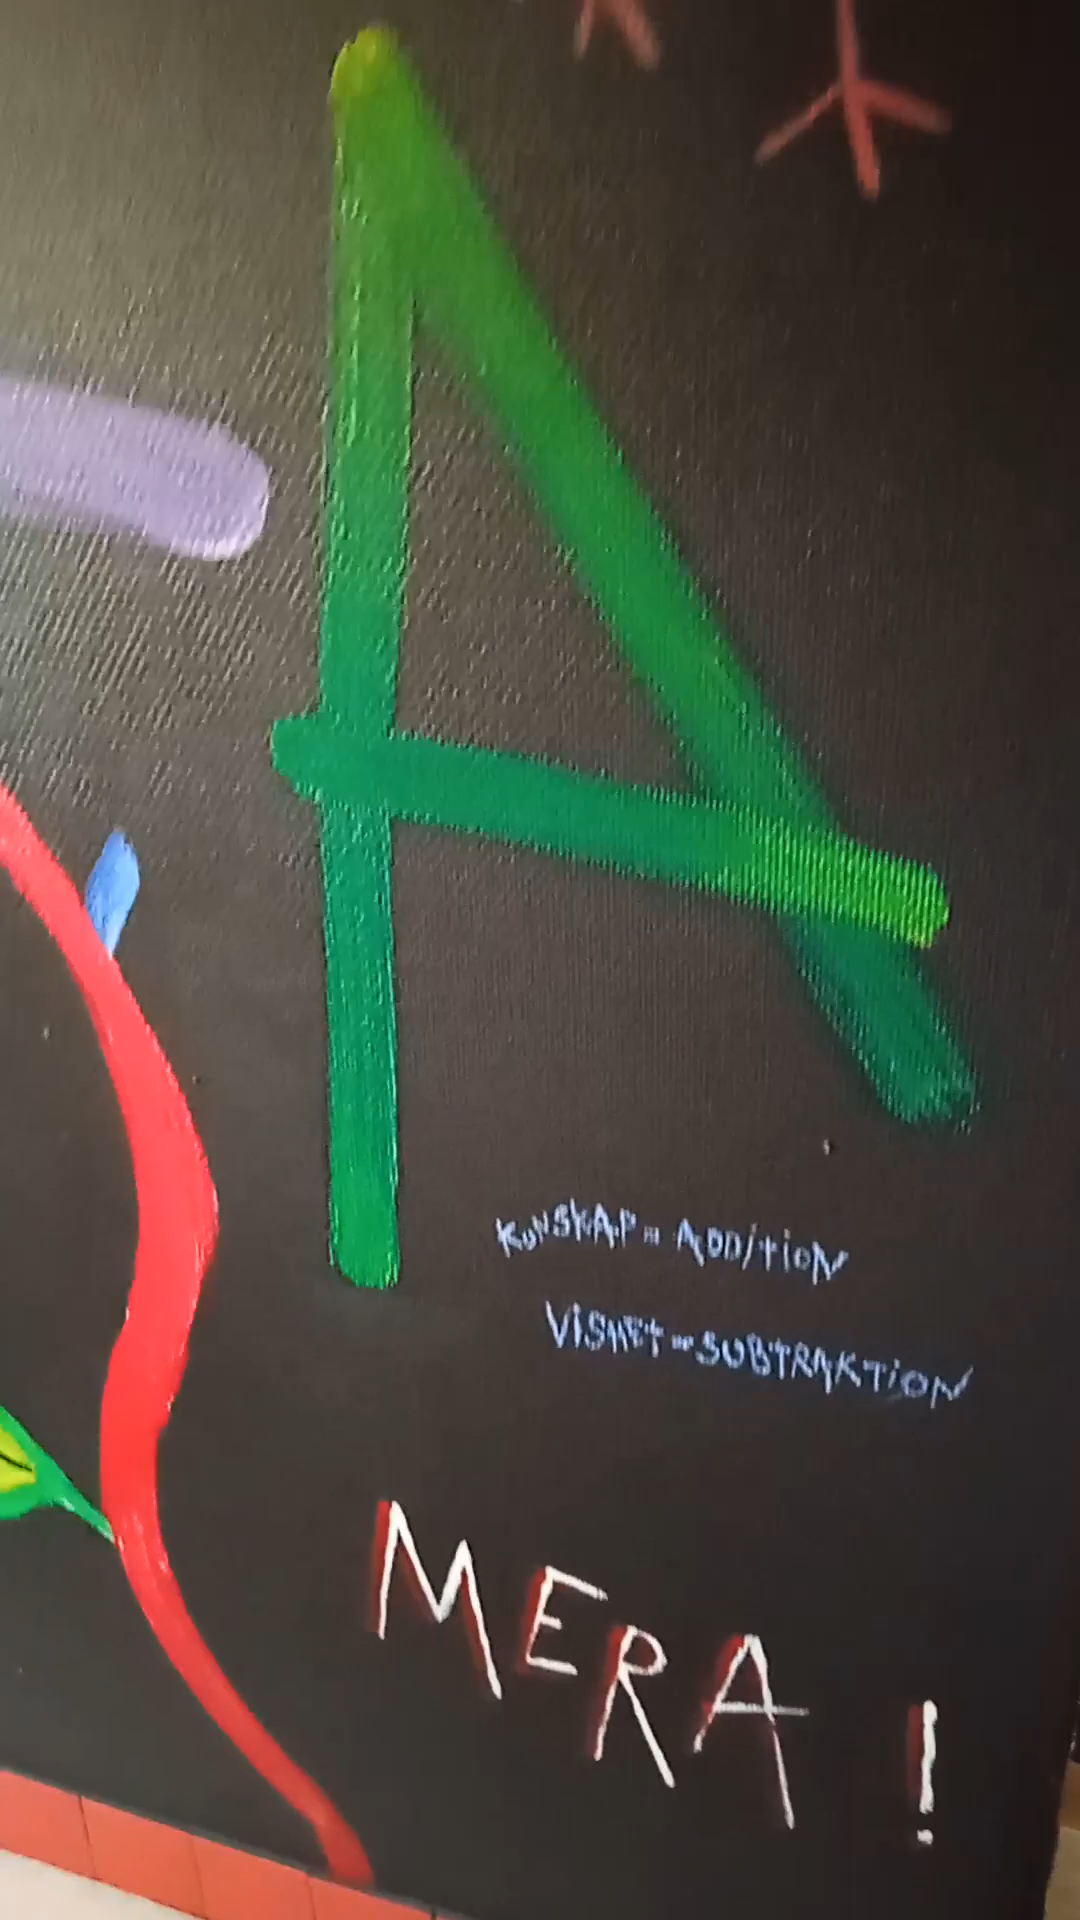 A
KUNSKAP = ADDITION
VISHET = SUBTRAKTION
MERA!